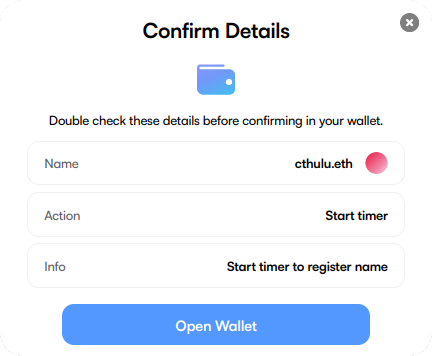 Confirm Details
Double check these details before confirming in your wallet.
Name cthulu.eth
Action Start timer
Info Start timer to register name
Open Wallet